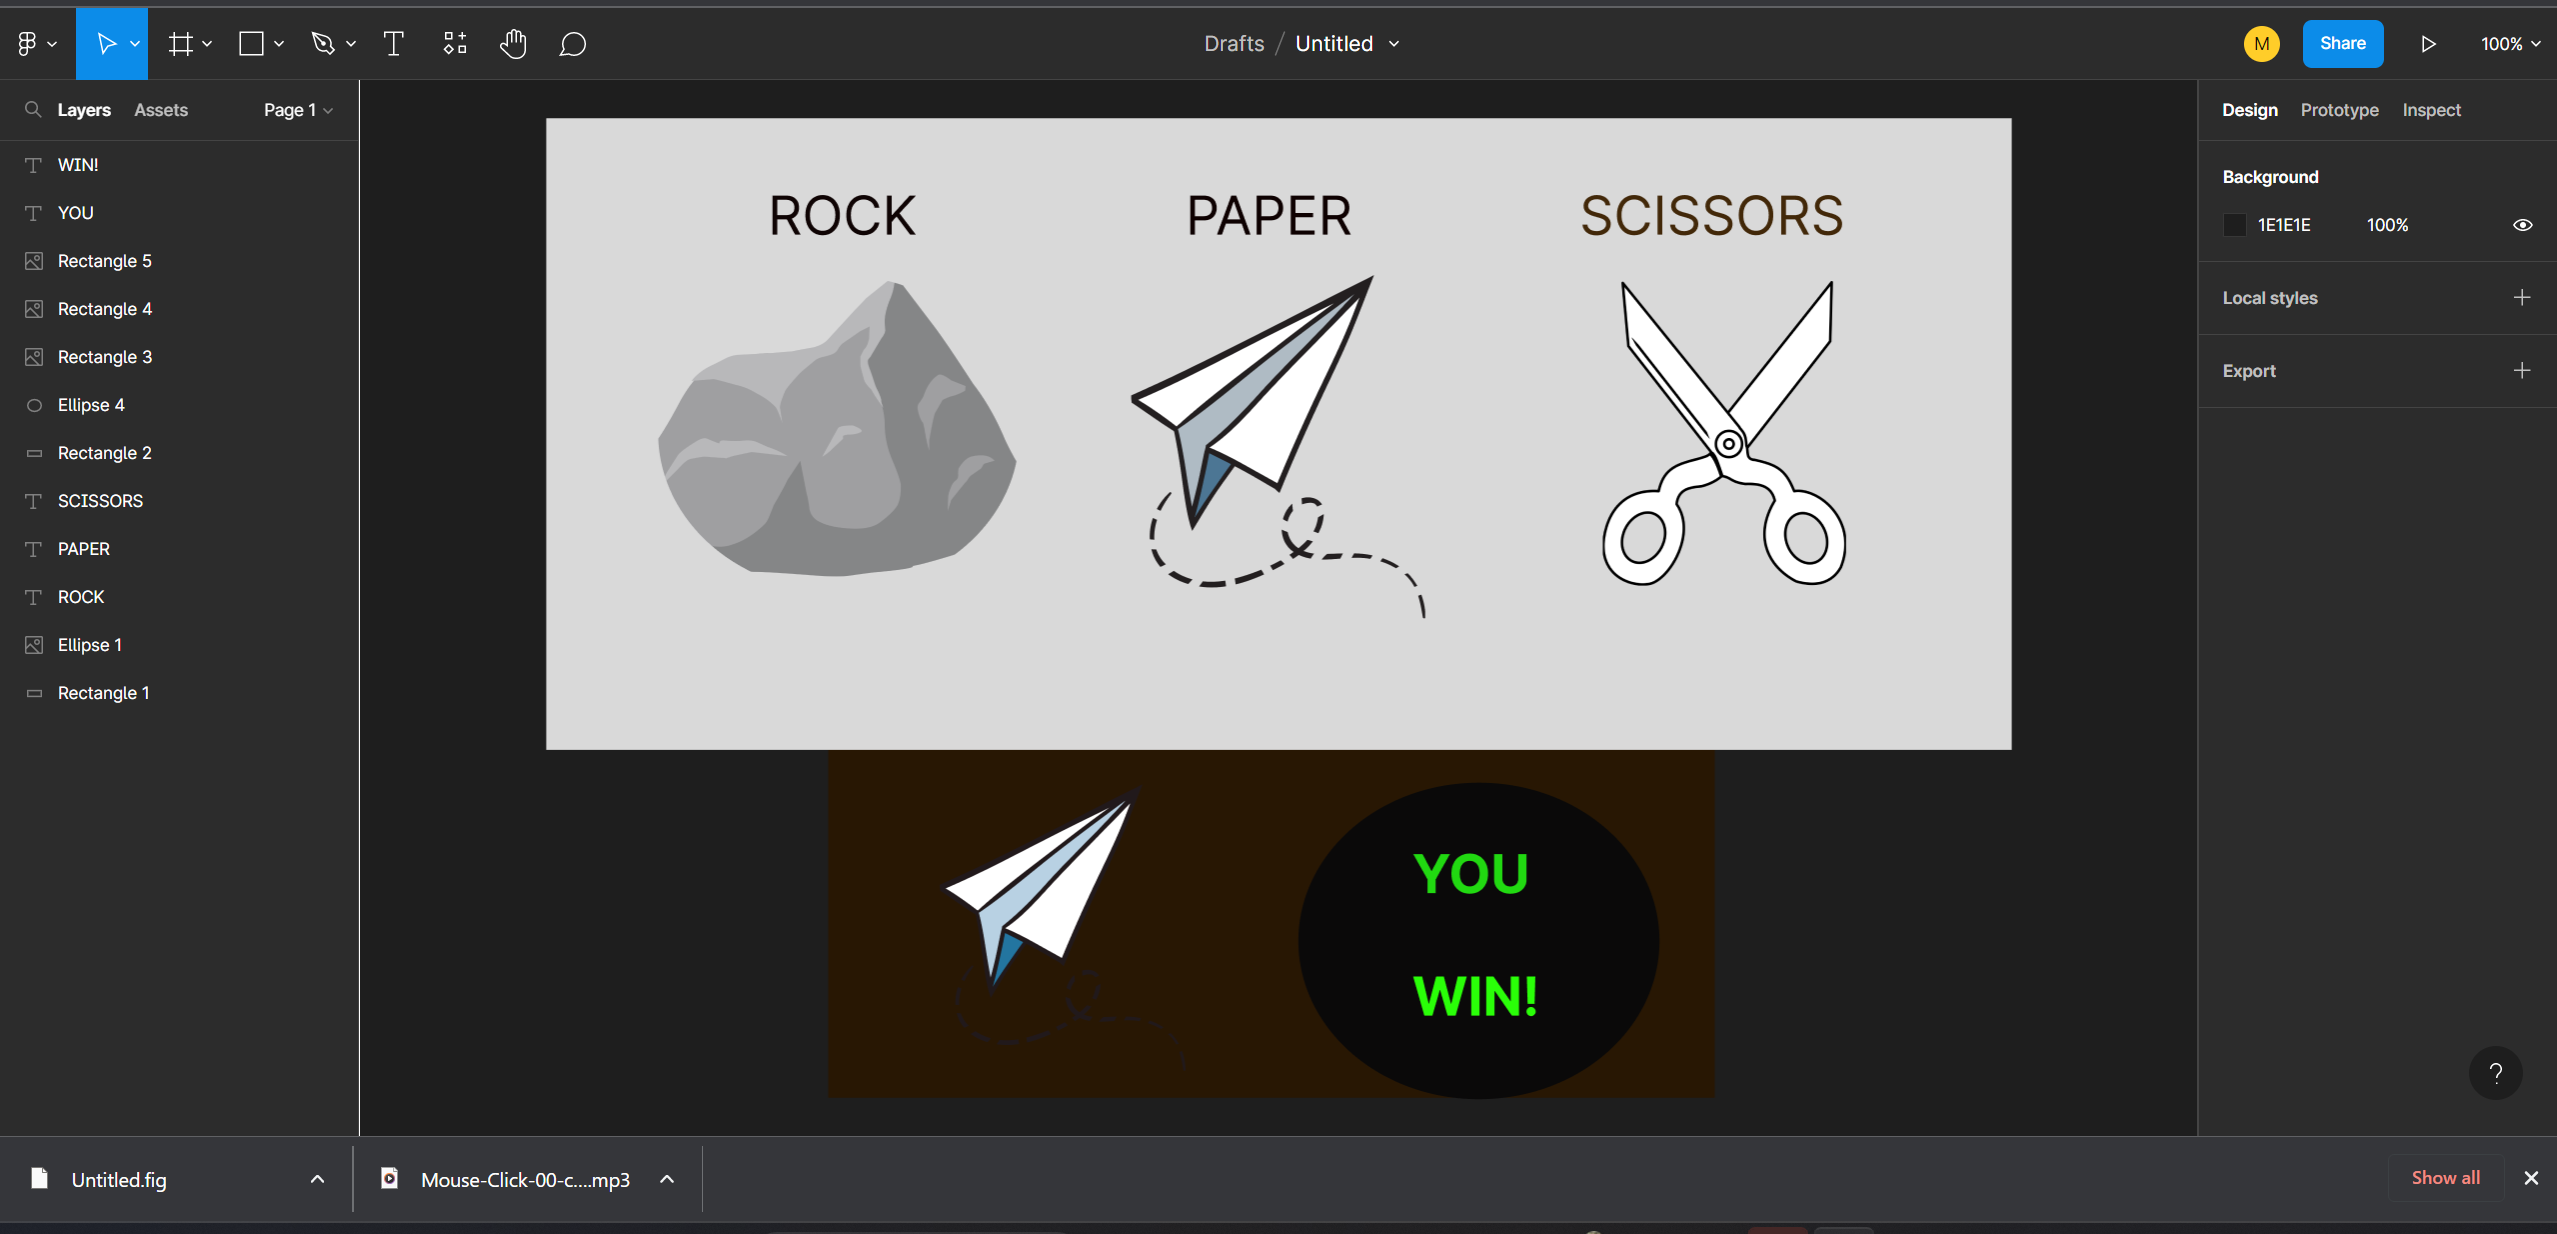 Drafts / Untitled
M
Share
100%
Layers
Assets
Page 1
WIN!
YOU
Rectangle 5
Rectangle 4
Rectangle 3
Ellipse 4
Rectangle 2
SCISSORS
PAPER
ROCK
Ellipse 1
Rectangle 1
ROCK
PAPER
SCISSORS
YOU
WIN!
Design
Prototype
Inspect
Background
1E1E1E
100%
Local styles
Export
?
Untitled.fig
Mouse-Click-00-c....mp3
Show all